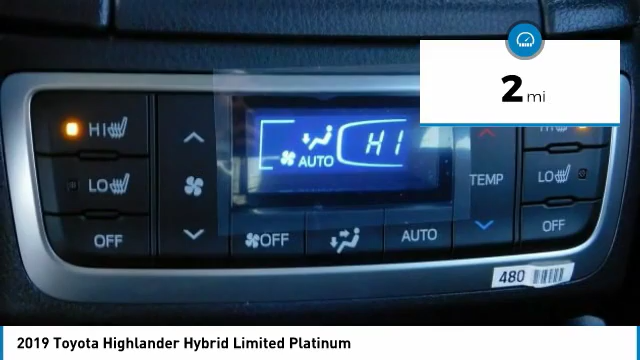 2 mi
HI
HI
AUTO
HI
LO
TEMP
LO
OFF
OFF
AUTO
OFF
480
2019 Toyota Highlander Hybrid Limited Platinum